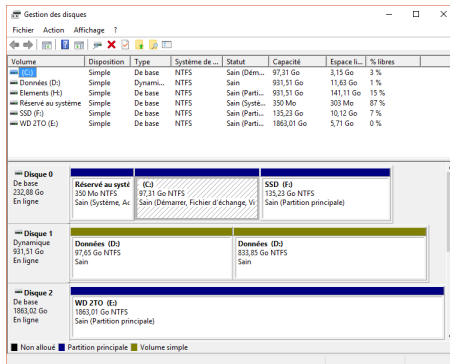 Gestion des disques
Fichier Action Affichage ?
Volume Disposition Type Système de ... Statut Capacité Espace li... % libres
(C:) Simple De base NTFS Sain (Dém... 97,31 Go 3,15 Go 3 %
Données (D:) Simple Dynami... NTFS Sain 931,51 Go 11,63 Go 1 %
Elements (H:) Simple De base NTFS Sain (Parti... 931,51 Go 141,11 Go 15 %
Réservé au système Simple De base NTFS Sain (Systè... 350 Mo 303 Mo 87 %
SSD (F:) Simple De base NTFS Sain (Parti... 135,23 Go 10,12 Go 7 %
WD 2TO (E:) Simple De base NTFS Sain (Parti... 1863,01 Go 5,71 Go 0 %
Disque 0
De base
232,88 Go
En ligne
Réservé au systè
350 Mo NTFS
Sain (Système, Ac
(C:)
97,31 Go NTFS
Sain (Démarrer, Fichier d'échange, Vi
SSD (F:)
135,23 Go NTFS
Sain (Partition principale)
Disque 1
Dynamique
931,51 Go
En ligne
Données (D:)
97,65 Go NTFS
Sain
Données (D:)
833,85 Go NTFS
Sain
Disque 2
De base
1863,02 Go
En ligne
WD 2TO (E:)
1863,01 Go NTFS
Sain (Partition principale)
Non alloué Partition principale Volume simple